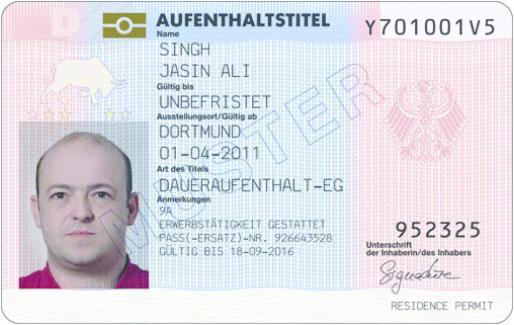 D
AUFENTHALTSTITEL
Y701001V5
Name
SINGH
JASIN ALI
Gültig bis
UNBEFRISTET
Ausstellungsort/Gültig ab
DORTMUND
01-04-2011
Art des Titels
DAUERAUFENTHALT-EG
Anmerkungen
9A
ERWERBSTÄTIGKEIT GESTATTET
PASS(-ERSATZ)-NR. 926643528
GÜLTIG BIS 18-09-2016
MUSTER
952325
Unterschrift
der Inhaberin/des Inhabers
Signature
RESIDENCE PERMIT